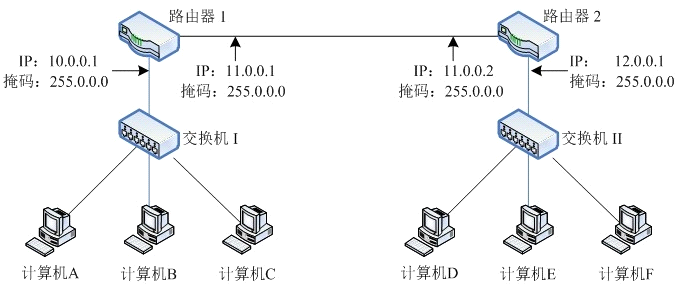 路由器 1
路由器 2
IP：10.0.0.1
掩码：255.0.0.0
IP：11.0.0.1
掩码：255.0.0.0
IP：11.0.0.2
掩码：255.0.0.0
IP： 12.0.0.1
掩码：255.0.0.0
交换机 I
交换机 II
计算机A
计算机B
计算机C
计算机D
计算机E
计算机F